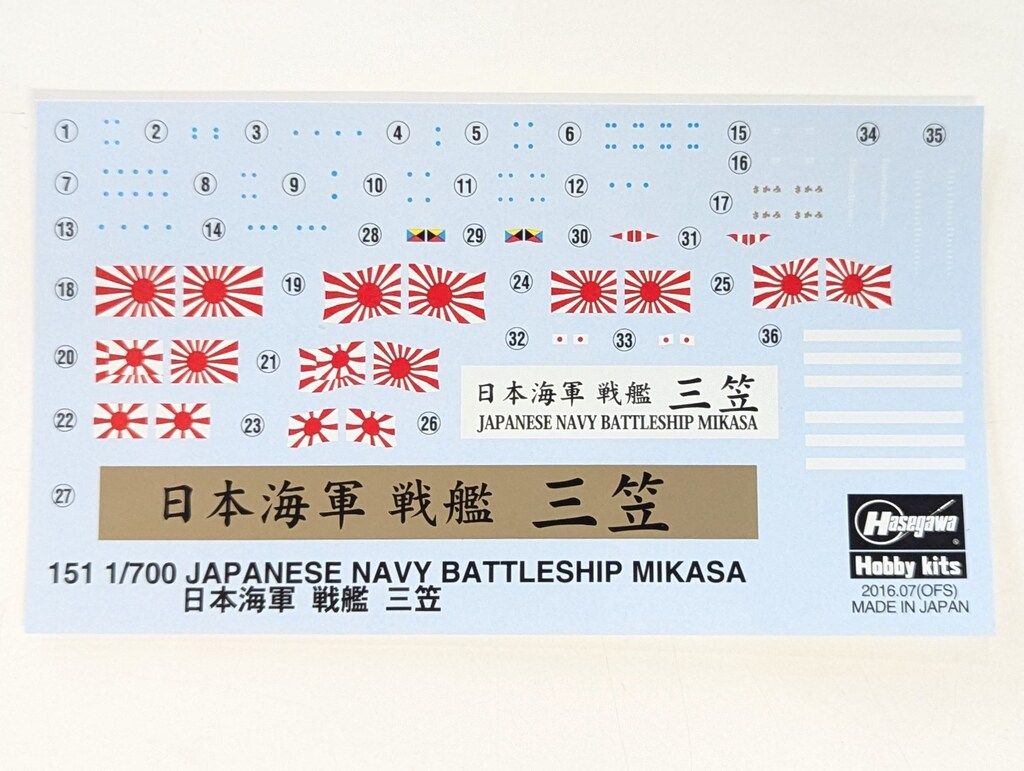 1 2 3 4 5 6 15 34 35
16
7 8 9 10 11 12
17
13 14 28 29 30 31
18 19 24 25
32 33 36
20 21
日本海軍 戦艦 三笠
JAPANESE NAVY BATTLESHIP MIKASA
22 23 26
27 日本海軍 戦艦 三笠
151 1/700 JAPANESE NAVY BATTLESHIP MIKASA
日本海軍 戦艦 三笠
Hasegawa
Hobby kits
2016.07(OFS)
MADE IN JAPAN